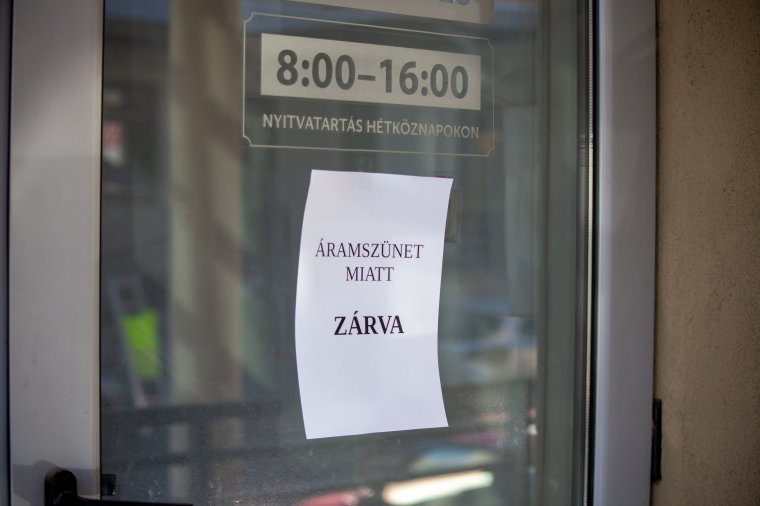 8:00–16:00
NYITVATARTÁS HÉTKÖZNAPOKON
ÁRAMSZÜNET
MIATT
ZÁRVA